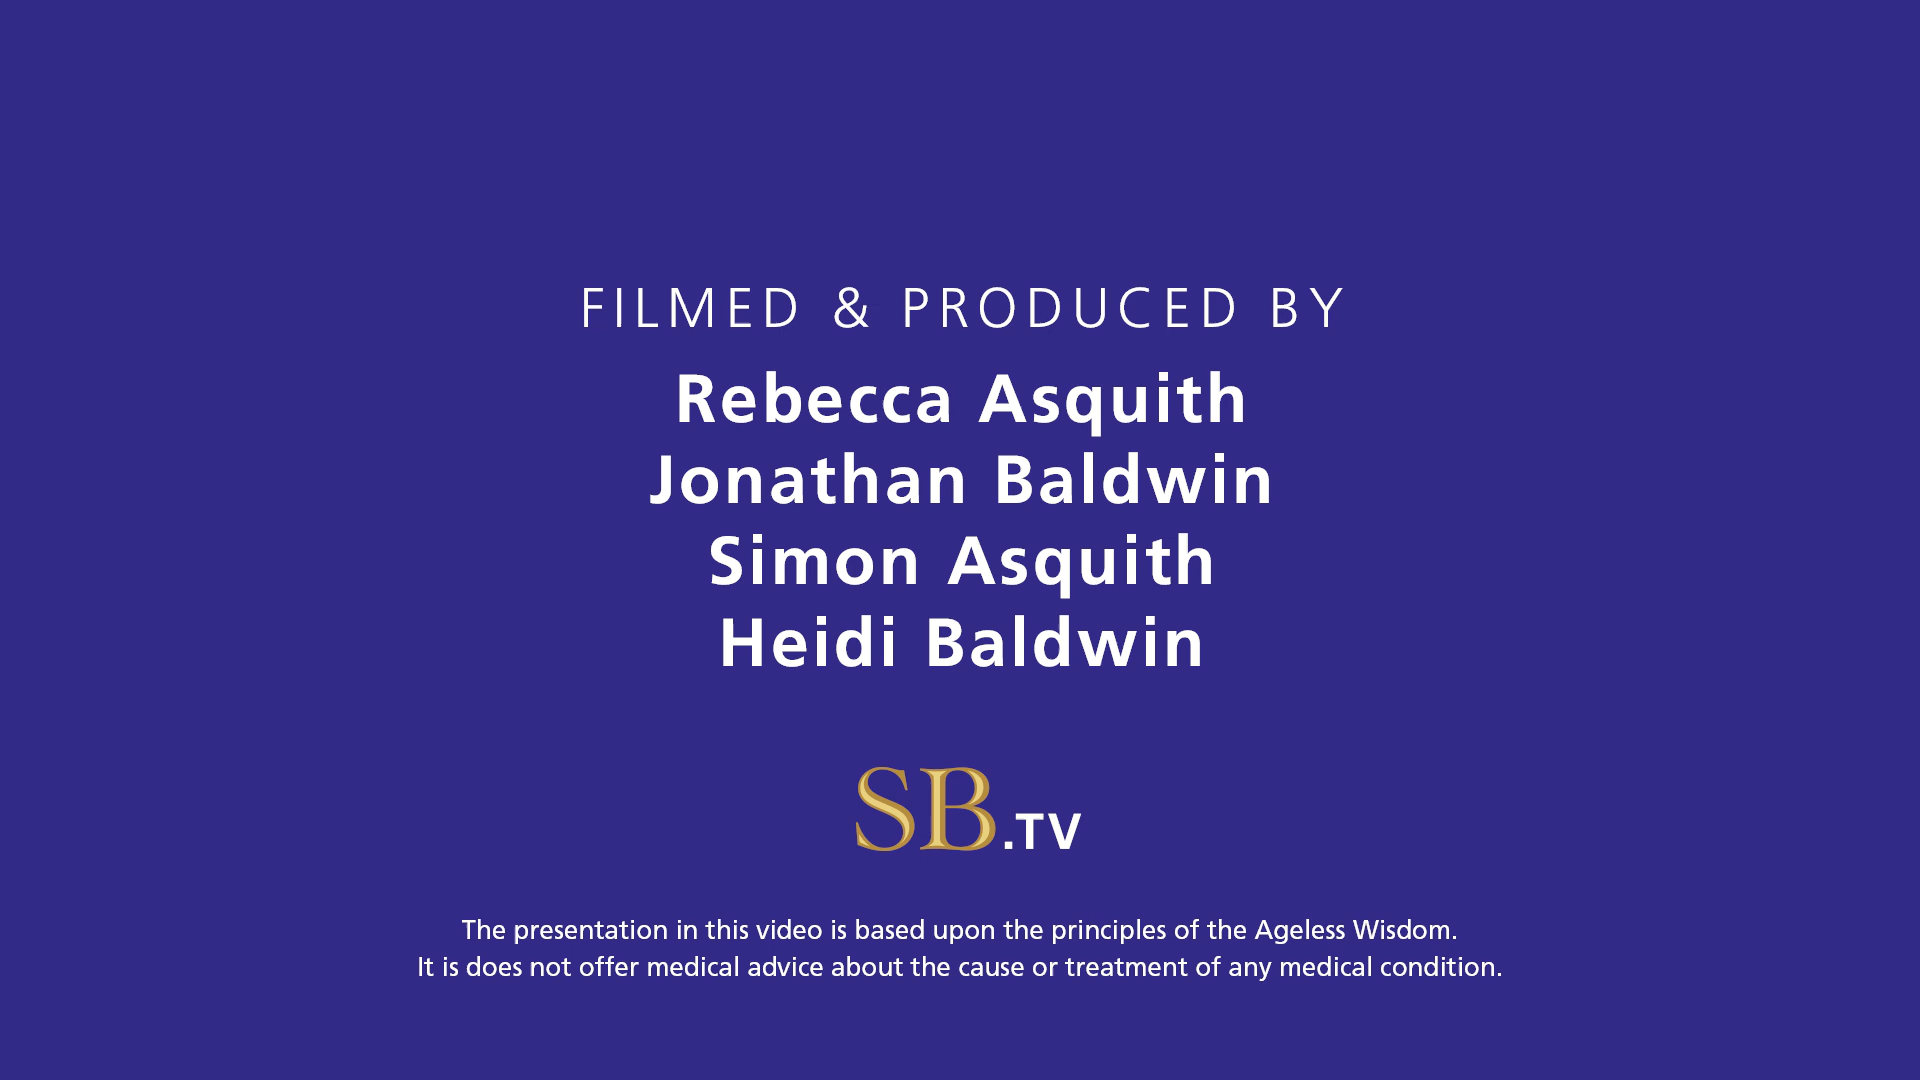 FILMED & PRODUCED BY
Rebecca Asquith
Jonathan Baldwin
Simon Asquith
Heidi Baldwin
SB.TV
The presentation in this video is based upon the principles of the Ageless Wisdom.
It is does not offer medical advice about the cause or treatment of any medical condition.